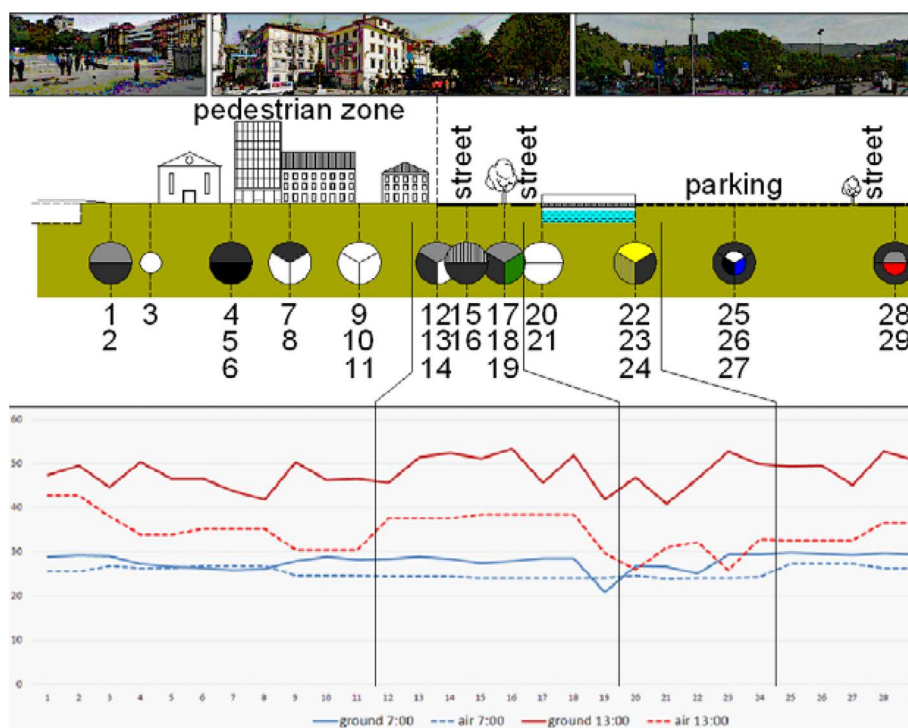 pedestrian zone
street
street
parking
street
1 3 4 7 9 12 15 17 20 22 25 28
2 5 8 10 13 16 18 21 23 26 29
6 11 14 19 24 27
60
50
40
30
20
10
0
1 2 3 4 5 6 7 8 9 10 11 12 13 14 15 16 17 18 19 20 21 22 23 24 25 26 27 28
ground 7:00 air 7:00 ground 13:00 air 13:00